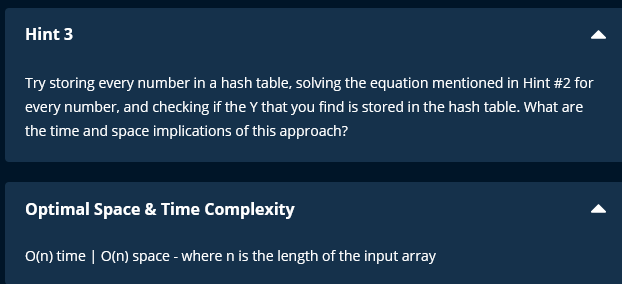 Hint 3
Try storing every number in a hash table, solving the equation mentioned in Hint #2 for
every number, and checking if the Y that you find is stored in the hash table. What are
the time and space implications of this approach?
Optimal Space & Time Complexity
O(n) time | O(n) space - where n is the length of the input array